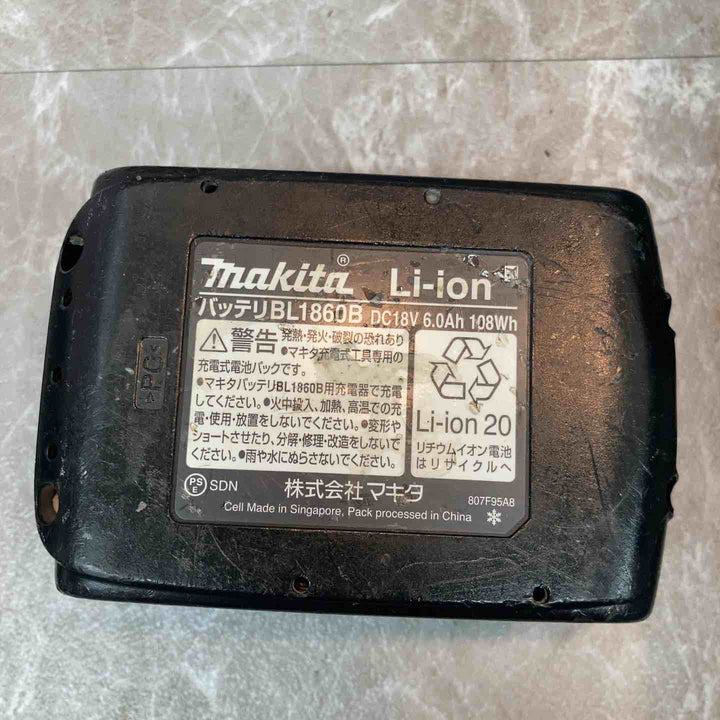 makita® Li-ion
バッテリBL1860B DC18V 6.0Ah 108Wh
警告 発熱・発火・破裂の恐れあり
●マキタ充電式工具専用の
充電式電池パックです。
●マキタバッテリBL1860B用充電器で充電
してください。●火中投入、加熱、高温での充
電・使用・放置をしないでください。●変形や
ショートさせたり、分解・修理・改造をしないで
ください。●雨や水にぬらさないでください。
Li-ion 20
リチウムイオン電池
はリサイクルへ
PS
E SDN 株式会社マキタ 807F95A8
Cell Made in Singapore, Pack processed in China
>PC<